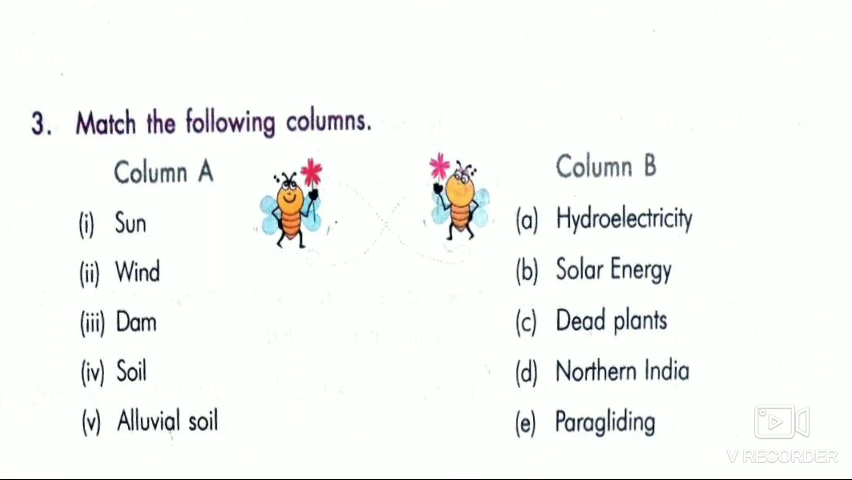 3. Match the following columns.
Column A Column B
(i) Sun (a) Hydroelectricity
(ii) Wind (b) Solar Energy
(iii) Dam (c) Dead plants
(iv) Soil (d) Northern India
(v) Alluvial soil (e) Paragliding
V RECORDER